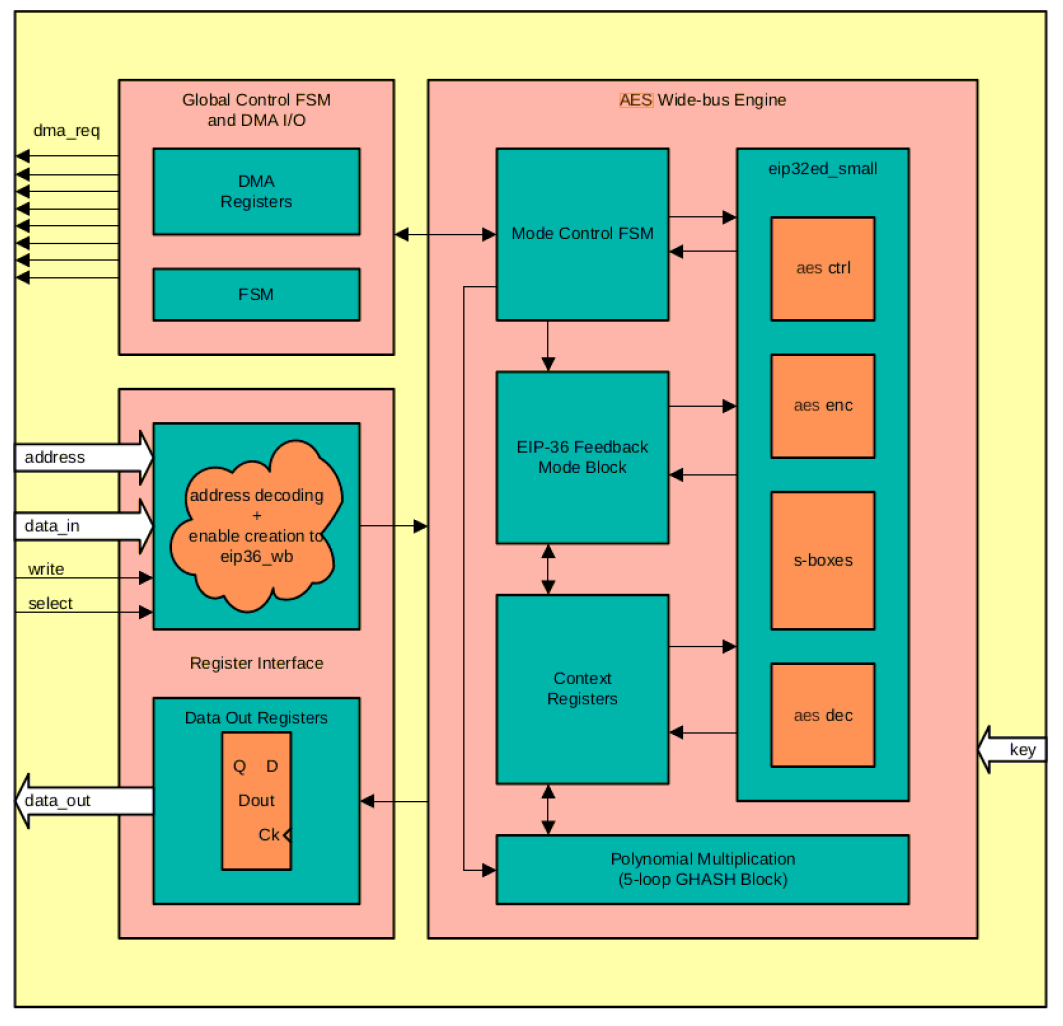 Global Control FSM
and DMA I/O
dma_req
DMA
Registers
FSM
address
data_in
write
select
address decoding
+
enable creation to
eip36_wb
Register Interface
Data Out Registers
Q D
Dout
Ck
data_out
AES Wide-bus Engine
Mode Control FSM
EIP-36 Feedback
Mode Block
Context
Registers
Polynomial Multiplication
(5-loop GHASH Block)
eip32ed_small
aes ctrl
aes enc
s-boxes
aes dec
key